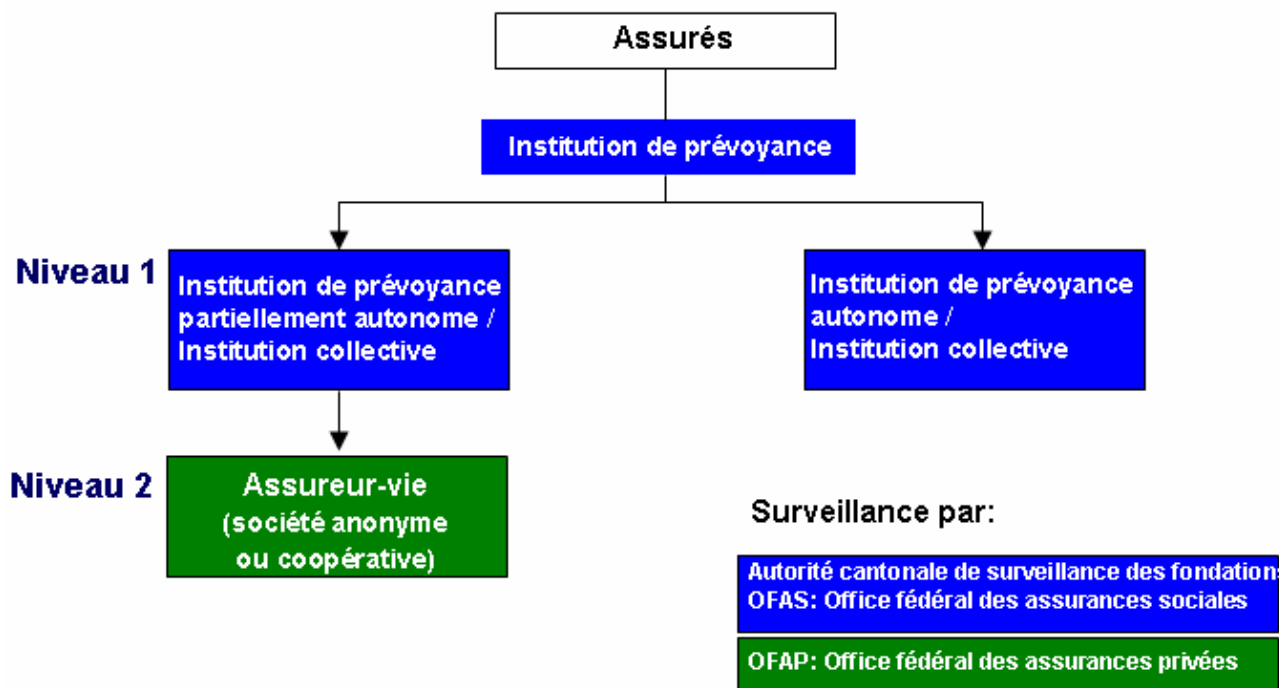 Assurés
Institution de prévoyance
Niveau 1
Institution de prévoyance
partiellement autonome /
Institution collective
Institution de prévoyance
autonome /
Institution collective
Niveau 2
Assureur-vie
(société anonyme
ou coopérative)
Surveillance par:
Autorité cantonale de surveillance des fondations
OFAS: Office fédéral des assurances sociales
OFAP: Office fédéral des assurances privées